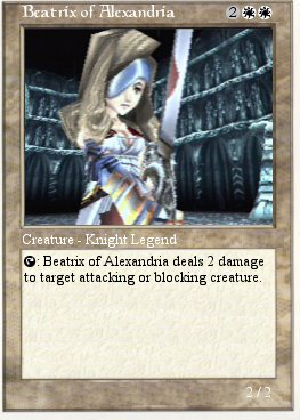 Beatrix of Alexandria 2
Creature - Knight Legend
: Beatrix of Alexandria deals 2 damage
to target attacking or blocking creature.
2 / 2